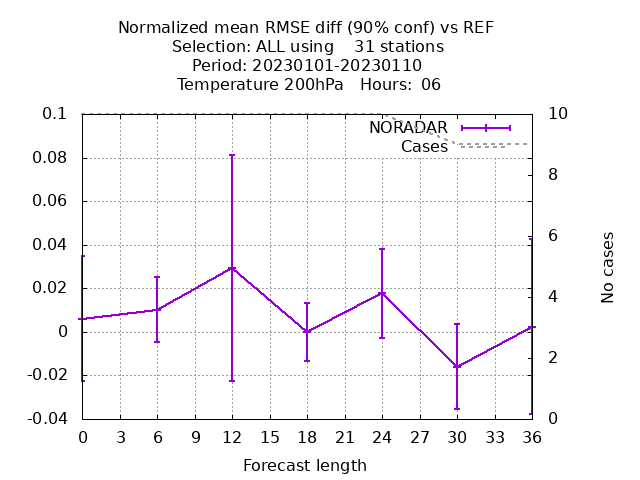 Normalized mean RMSE diff (90% conf) vs REF
Selection: ALL using    31 stations
Period: 20230101-20230110
Temperature 200hPa   Hours:  06
0.1
0.08
0.06
0.04
0.02
0
-0.02
-0.04
10
8
6
4
2
0
NORADAR
Cases
No cases
0 3 6 9 12 15 18 21 24 27 30 33 36
Forecast length